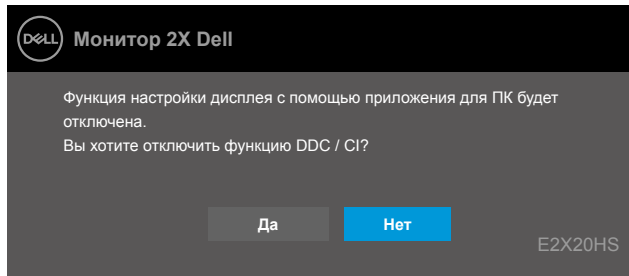 DELL
Монитор 2X Dell
Функция настройки дисплея с помощью приложения для ПК будет
отключена.
Вы хотите отключить функцию DDC / CI?
Да Нет
E2X20HS